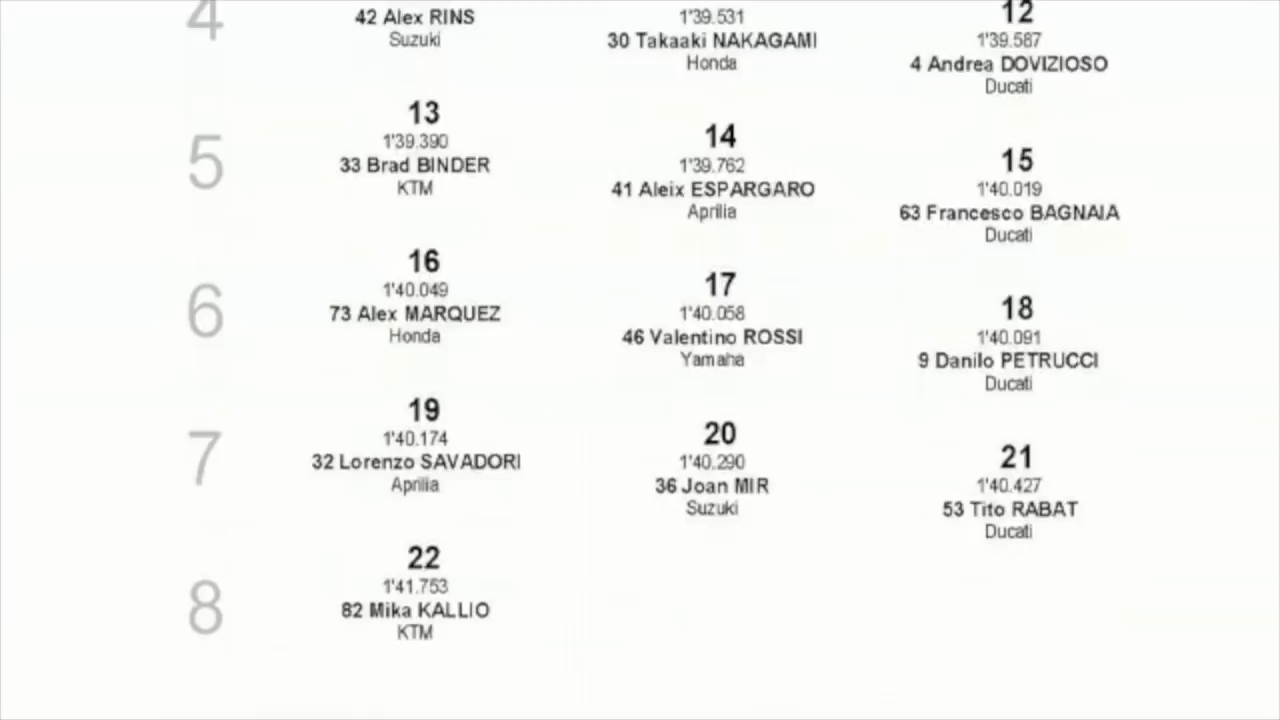 4
42 Alex RINS
Suzuki
1'39.531
30 Takaaki NAKAGAMI
Honda
12
1'39.587
4 Andrea DOVIZIOSO
Ducati
5
13
1'39.390
33 Brad BINDER
KTM
14
1'39.762
41 Aleix ESPARGARO
Aprilia
15
1'40.019
63 Francesco BAGNAIA
Ducati
6
16
1'40.049
73 Alex MARQUEZ
Honda
17
1'40.058
46 Valentino ROSSI
Yamaha
18
1'40.091
9 Danilo PETRUCCI
Ducati
7
19
1'40.174
32 Lorenzo SAVADORI
Aprilia
20
1'40.290
36 Joan MIR
Suzuki
21
1'40.427
53 Tito RABAT
Ducati
8
22
1'41.753
82 Mika KALLIO
KTM